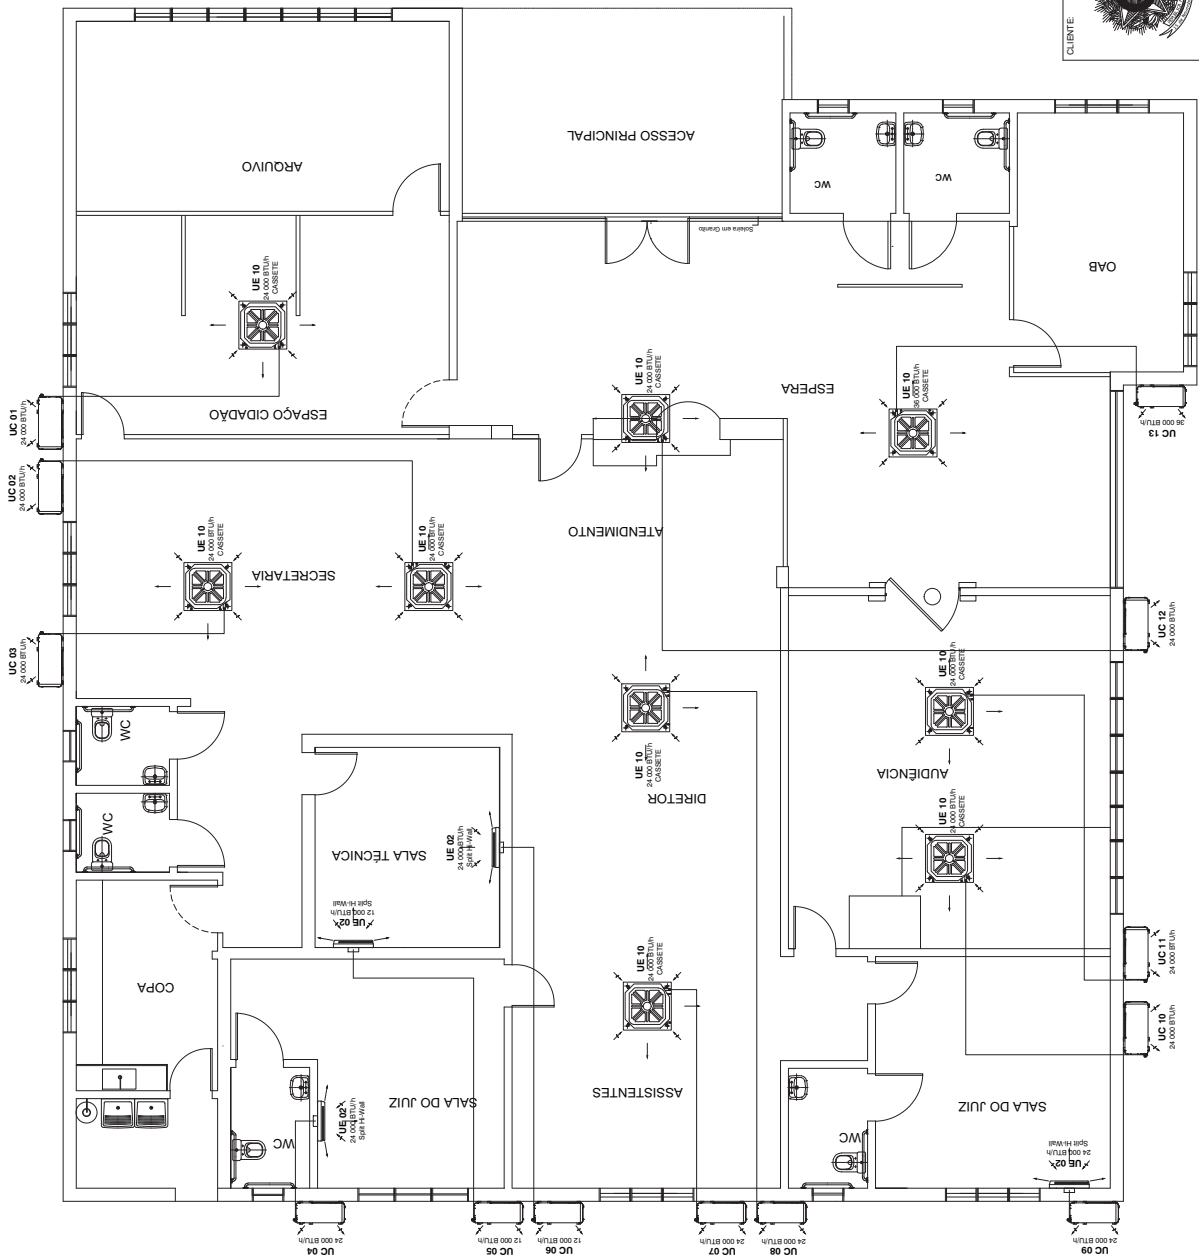 CLIENTE:
ARQUIVO
ACESSO PRINCIPAL
WC
WC
Soleira em Granito
OAB
UE 10
24 000 BTU/h
CASSETE
ESPAÇO CIDADÃO
UC 01
24 000 BTU/h
UE 10
24 000 BTU/h
CASSETE
ESPERA
UE 10
36 000 BTU/h
CASSETE
UC 13
36 000 BTU/h
UC 02
24 000 BTU/h
UE 10
24 000 BTU/h
CASSETE
SECRETARIA
UE 10
24 000 BTU/h
CASSETE
ATENDIMENTO
UC 03
24 000 BTU/h
UC 12
24 000 BTU/h
WC
UE 10
24 000 BTU/h
CASSETE
DIRETOR
UE 10
24 000 BTU/h
CASSETE
AUDIÊNCIA
WC
SALA TÉCNICA
UE 02
24 000 BTU/h
Split Hi-Wall
UE 10
24 000 BTU/h
CASSETE
UE 02
12 000 BTU/h
Split Hi-Wall
COPA
UE 10
24 000 BTU/h
CASSETE
UC 11
24 000 BTU/h
UC 10
24 000 BTU/h
SALA DO JUIZ
UE 02
24 000 BTU/h
Split Hi-Wall
ASSISTENTES
SALA DO JUIZ
WC
WC
UE 02
24 000 BTU/h
Split Hi-Wall
UC 04
24 000 BTU/h
UC 05
12 000 BTU/h
UC 06
12 000 BTU/h
UC 07
24 000 BTU/h
UC 08
24 000 BTU/h
UC 09
24 000 BTU/h